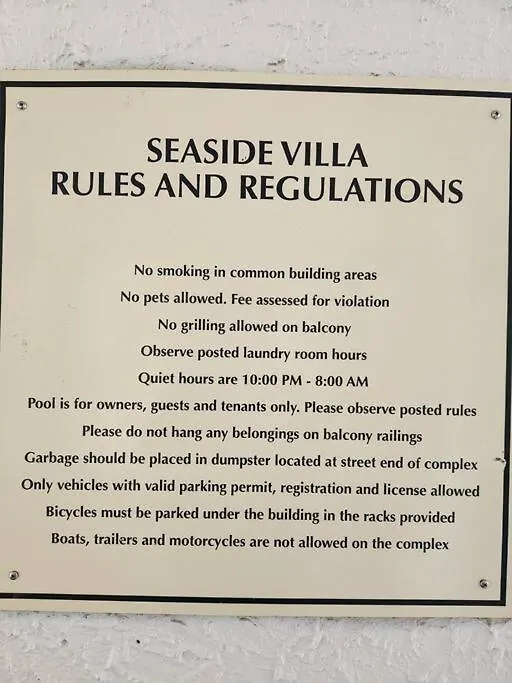 SEASIDE VILLA
RULES AND REGULATIONS
No smoking in common building areas
No pets allowed. Fee assessed for violation
No grilling allowed on balcony
Observe posted laundry room hours
Quiet hours are 10:00 PM - 8:00 AM
Pool is for owners, guests and tenants only. Please observe posted rules
Please do not hang any belongings on balcony railings
Garbage should be placed in dumpster located at street end of complex
Only vehicles with valid parking permit, registration and license allowed
Bicycles must be parked under the building in the racks provided
Boats, trailers and motorcycles are not allowed on the complex